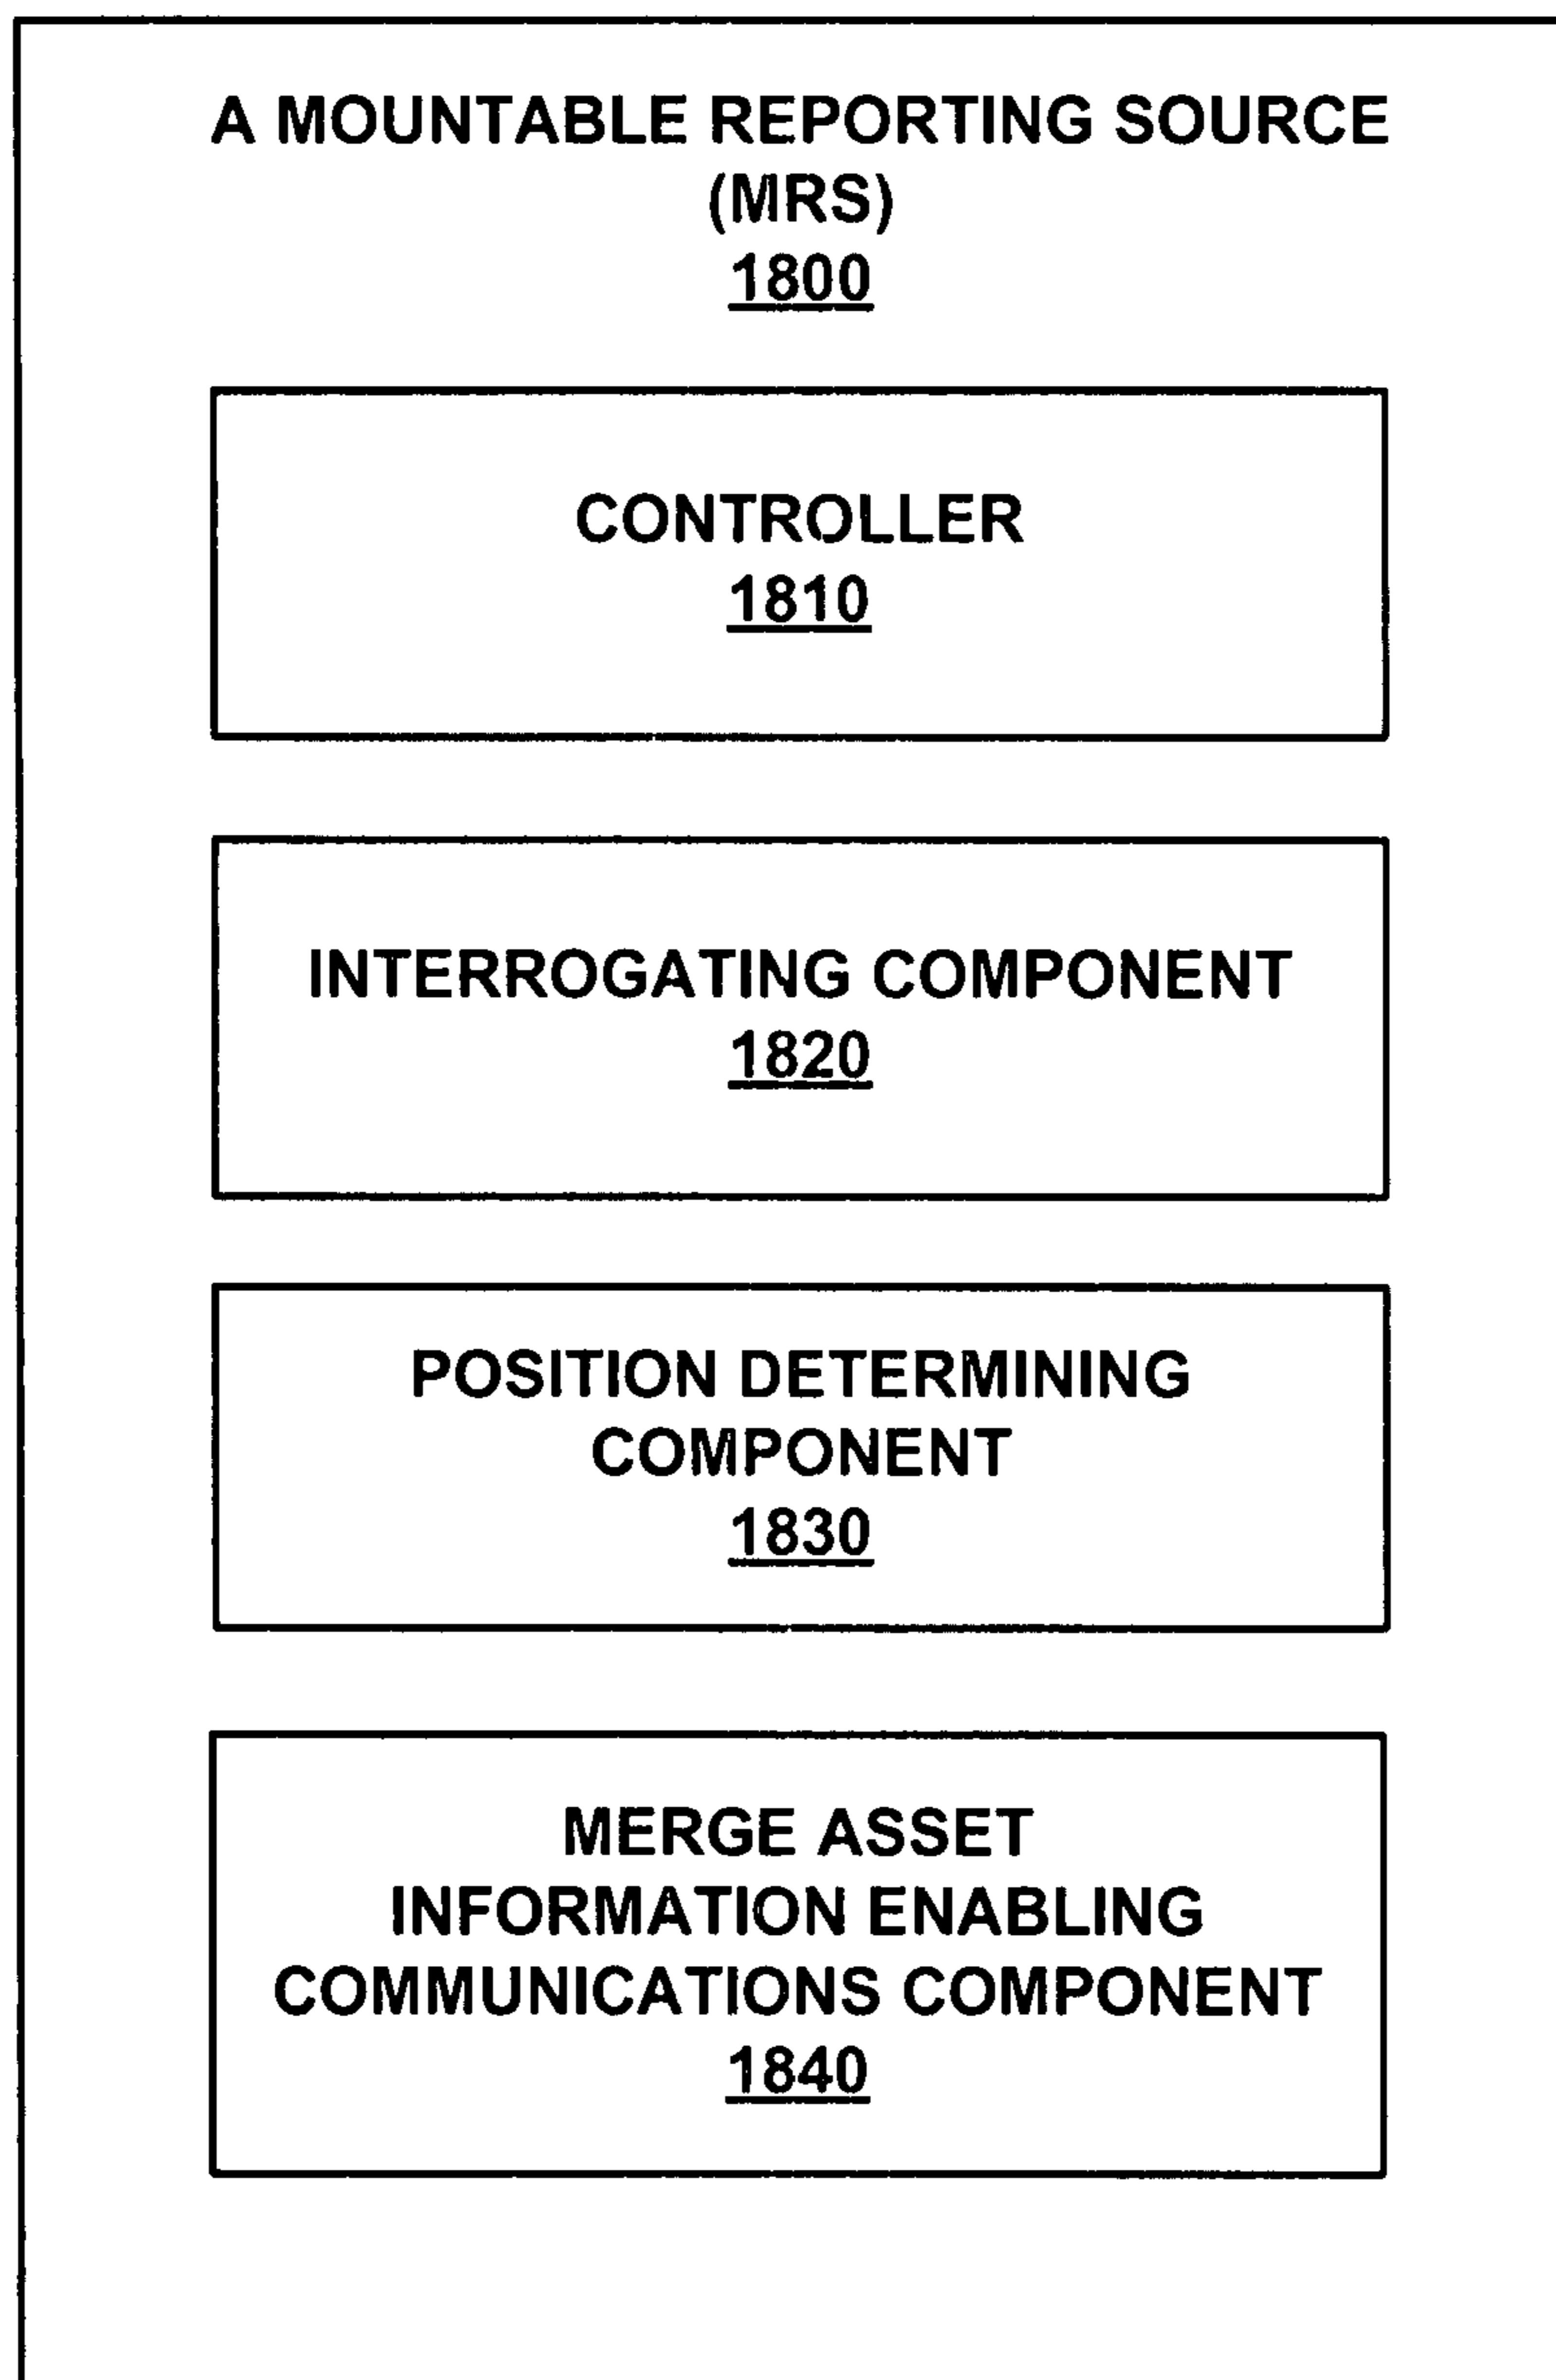 A MOUNTABLE REPORTING SOURCE
(MRS)
1800
CONTROLLER
1810
INTERROGATING COMPONENT
1820
POSITION DETERMINING
COMPONENT
1830
MERGE ASSET
INFORMATION ENABLING
COMMUNICATIONS COMPONENT
1840